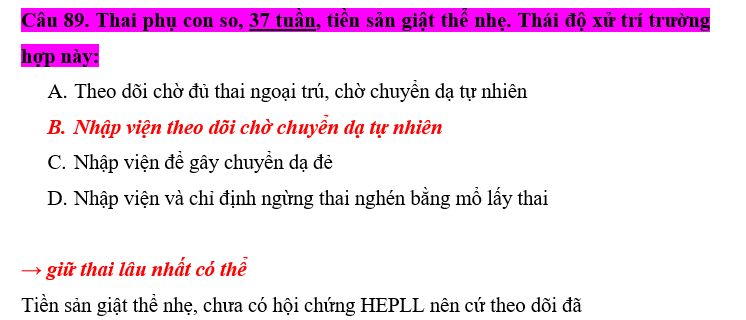 Câu 89. Thai phụ con so, 37 tuần, tiền sản giật thể nhẹ. Thái độ xử trí trường
hợp này:
A. Theo dõi chờ đủ thai ngoại trú, chờ chuyển dạ tự nhiên
B. Nhập viện theo dõi chờ chuyển dạ tự nhiên
C. Nhập viện để gây chuyển dạ đẻ
D. Nhập viện và chỉ định ngừng thai nghén bằng mổ lấy thai
→ giữ thai lâu nhất có thể
Tiền sản giật thể nhẹ, chưa có hội chứng HEPLL nên cứ theo dõi đã